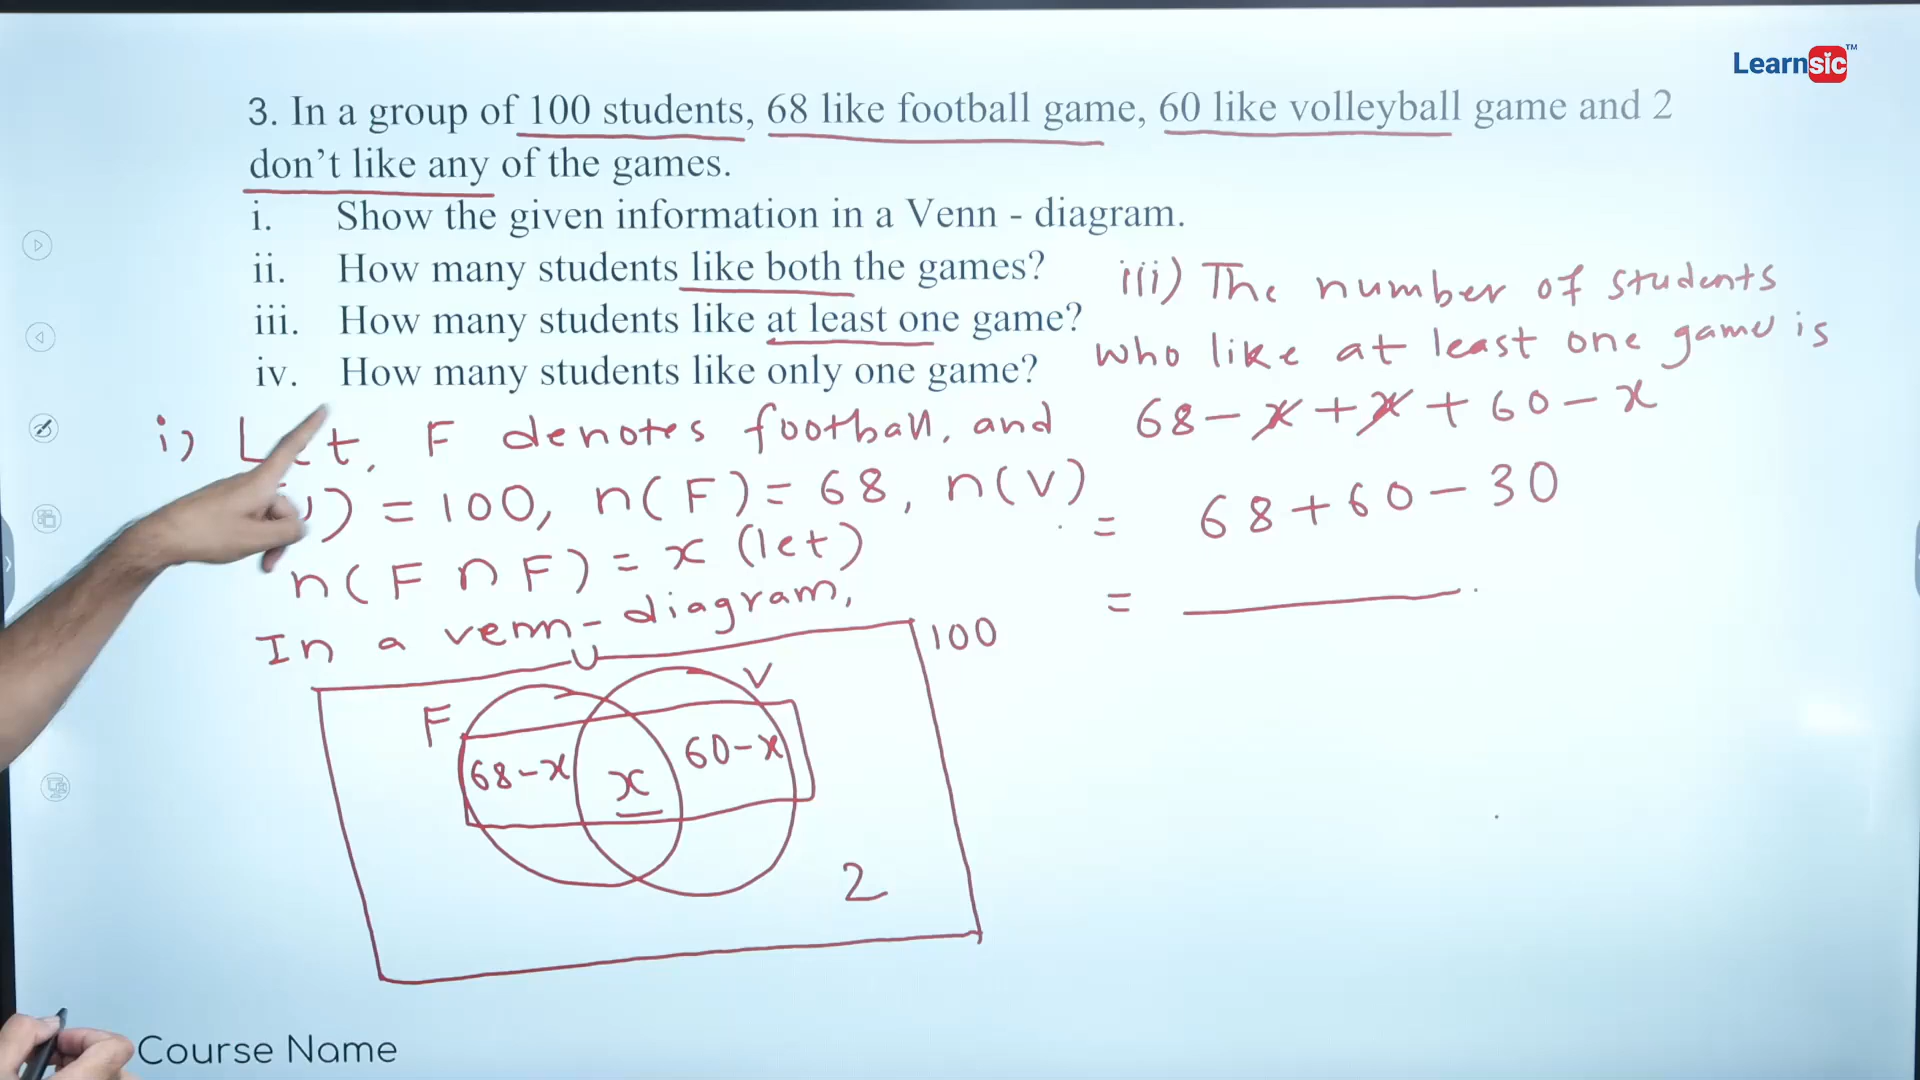 Learnsic™
3. In a group of 100 students, 68 like football game, 60 like volleyball game and 2
don't like any of the games.
i. Show the given information in a Venn - diagram.
ii. How many students like both the games?
iii. How many students like at least one game?
iv. How many students like only one game?
i) Let, F denotes football, and
= 100, n(F) = 68, n(V)
n(F ∩ F) = x (let)
In a venn-diagram,
U
100
F
V
68-x
x
60-x
2
iii) The number of students
who like at least one game is
68 - x + x + 60 - x
= 68 + 60 - 30
=
Course Name